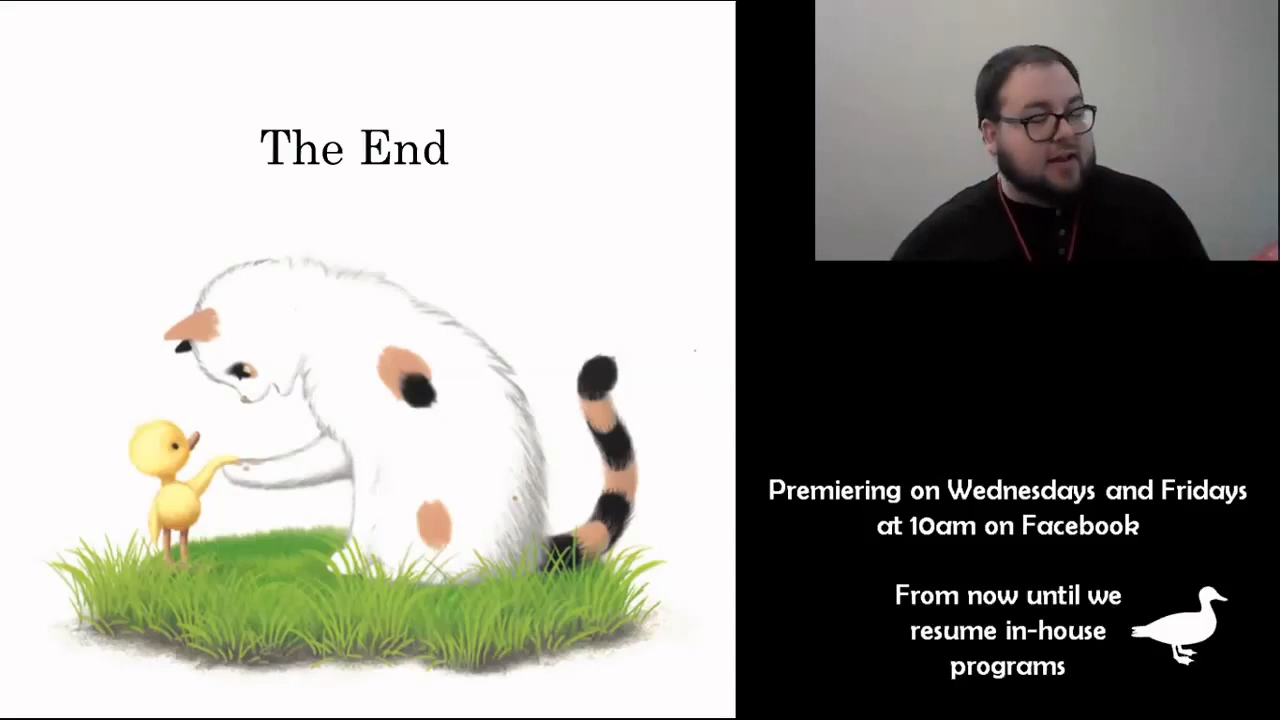 The End
Premiering on Wednesdays and Fridays
at 10am on Facebook
From now until we
resume in-house
programs